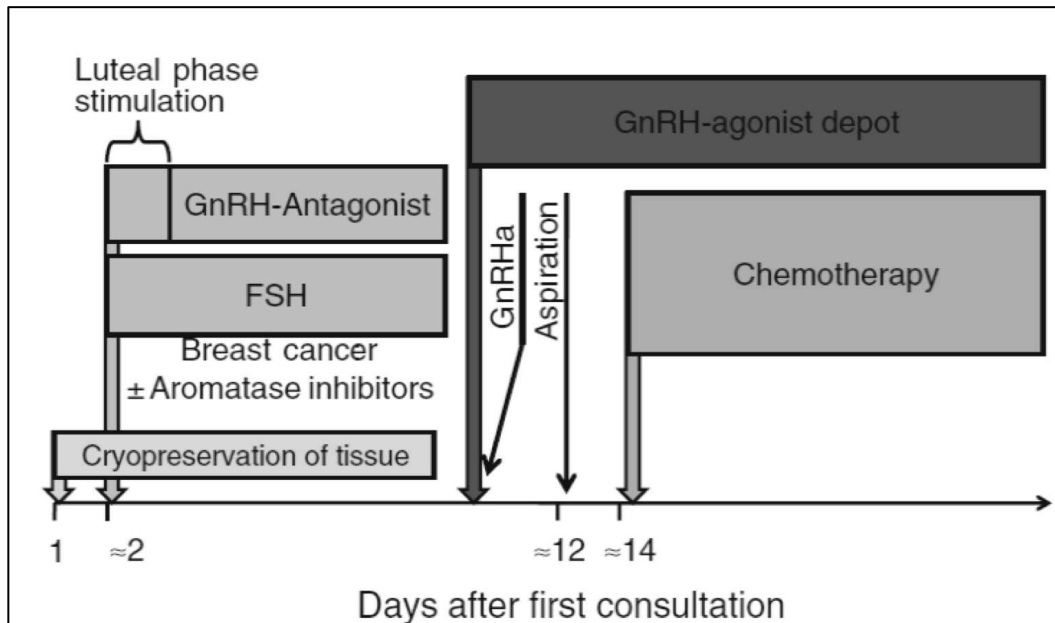 Luteal phase
stimulation
GnRH-agonist depot
GnRH-Antagonist
GnRHa
Aspiration
FSH
Chemotherapy
Breast cancer
± Aromatase inhibitors
Cryopreservation of tissue
1
≈2
≈12
≈14
Days after first consultation